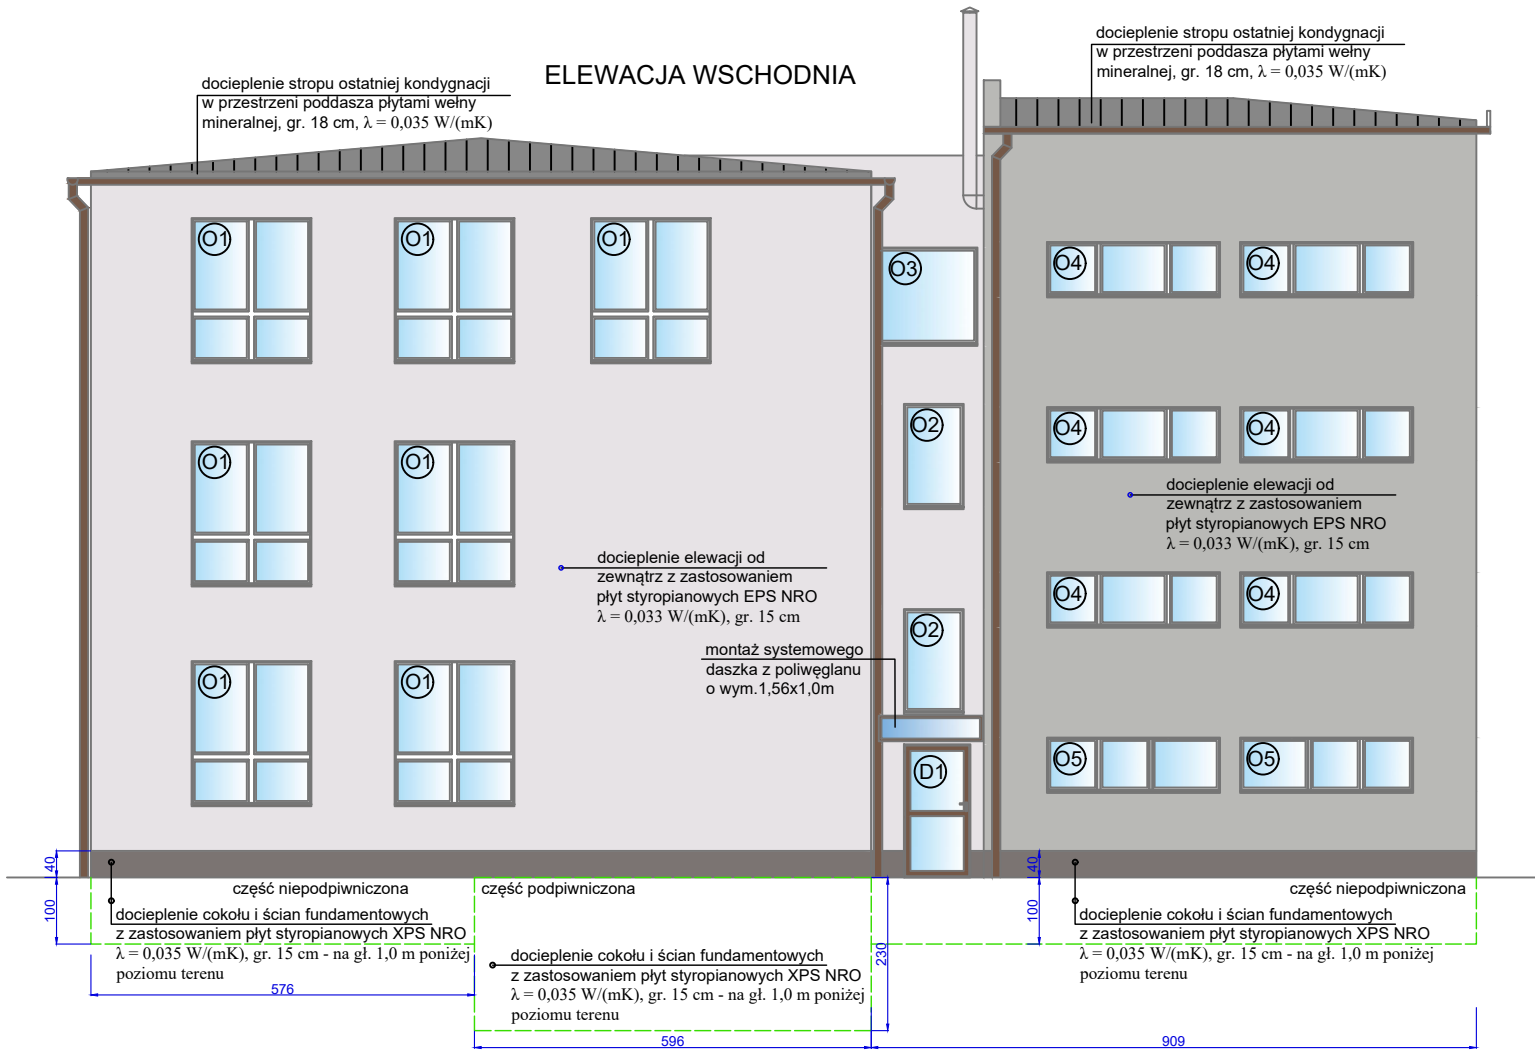 ELEWACJA WSCHODNIA
docieplenie stropu ostatniej kondygnacji
w przestrzeni poddasza płytami wełny
mineralnej, gr. 18 cm, λ = 0,035 W/(mK)
docieplenie stropu ostatniej kondygnacji
w przestrzeni poddasza płytami wełny
mineralnej, gr. 18 cm, λ = 0,035 W/(mK)
O1
O1
O1
O3
O4
O4
O1
O1
O2
O4
O4
docieplenie elewacji od
zewnątrz z zastosowaniem
płyt styropianowych EPS NRO
λ = 0,033 W/(mK), gr. 15 cm
docieplenie elewacji od
zewnątrz z zastosowaniem
płyt styropianowych EPS NRO
λ = 0,033 W/(mK), gr. 15 cm
O2
O4
O4
montaż systemowego
daszka z poliwęglanu
o wym.1,56x1,0m
O1
O1
D1
O5
O5
40
40
część niepodpiwniczona
część podpiwniczona
część niepodpiwniczona
100
100
230
docieplenie cokołu i ścian fundamentowych
z zastosowaniem płyt styropianowych XPS NRO
λ = 0,035 W/(mK), gr. 15 cm - na gł. 1,0 m poniżej
poziomu terenu
docieplenie cokołu i ścian fundamentowych
z zastosowaniem płyt styropianowych XPS NRO
λ = 0,035 W/(mK), gr. 15 cm - na gł. 1,0 m poniżej
poziomu terenu
docieplenie cokołu i ścian fundamentowych
z zastosowaniem płyt styropianowych XPS NRO
λ = 0,035 W/(mK), gr. 15 cm - na gł. 1,0 m poniżej
poziomu terenu
576
596
909